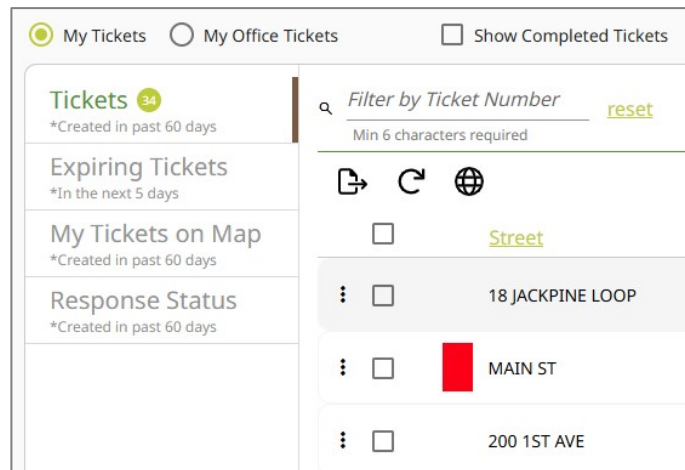 My Tickets My Office Tickets Show Completed Tickets
Tickets 34
*Created in past 60 days
Expiring Tickets
*In the next 5 days
My Tickets on Map
*Created in past 60 days
Response Status
*Created in past 60 days
Filter by Ticket Number reset
Min 6 characters required
Street
18 JACKPINE LOOP
MAIN ST
200 1ST AVE